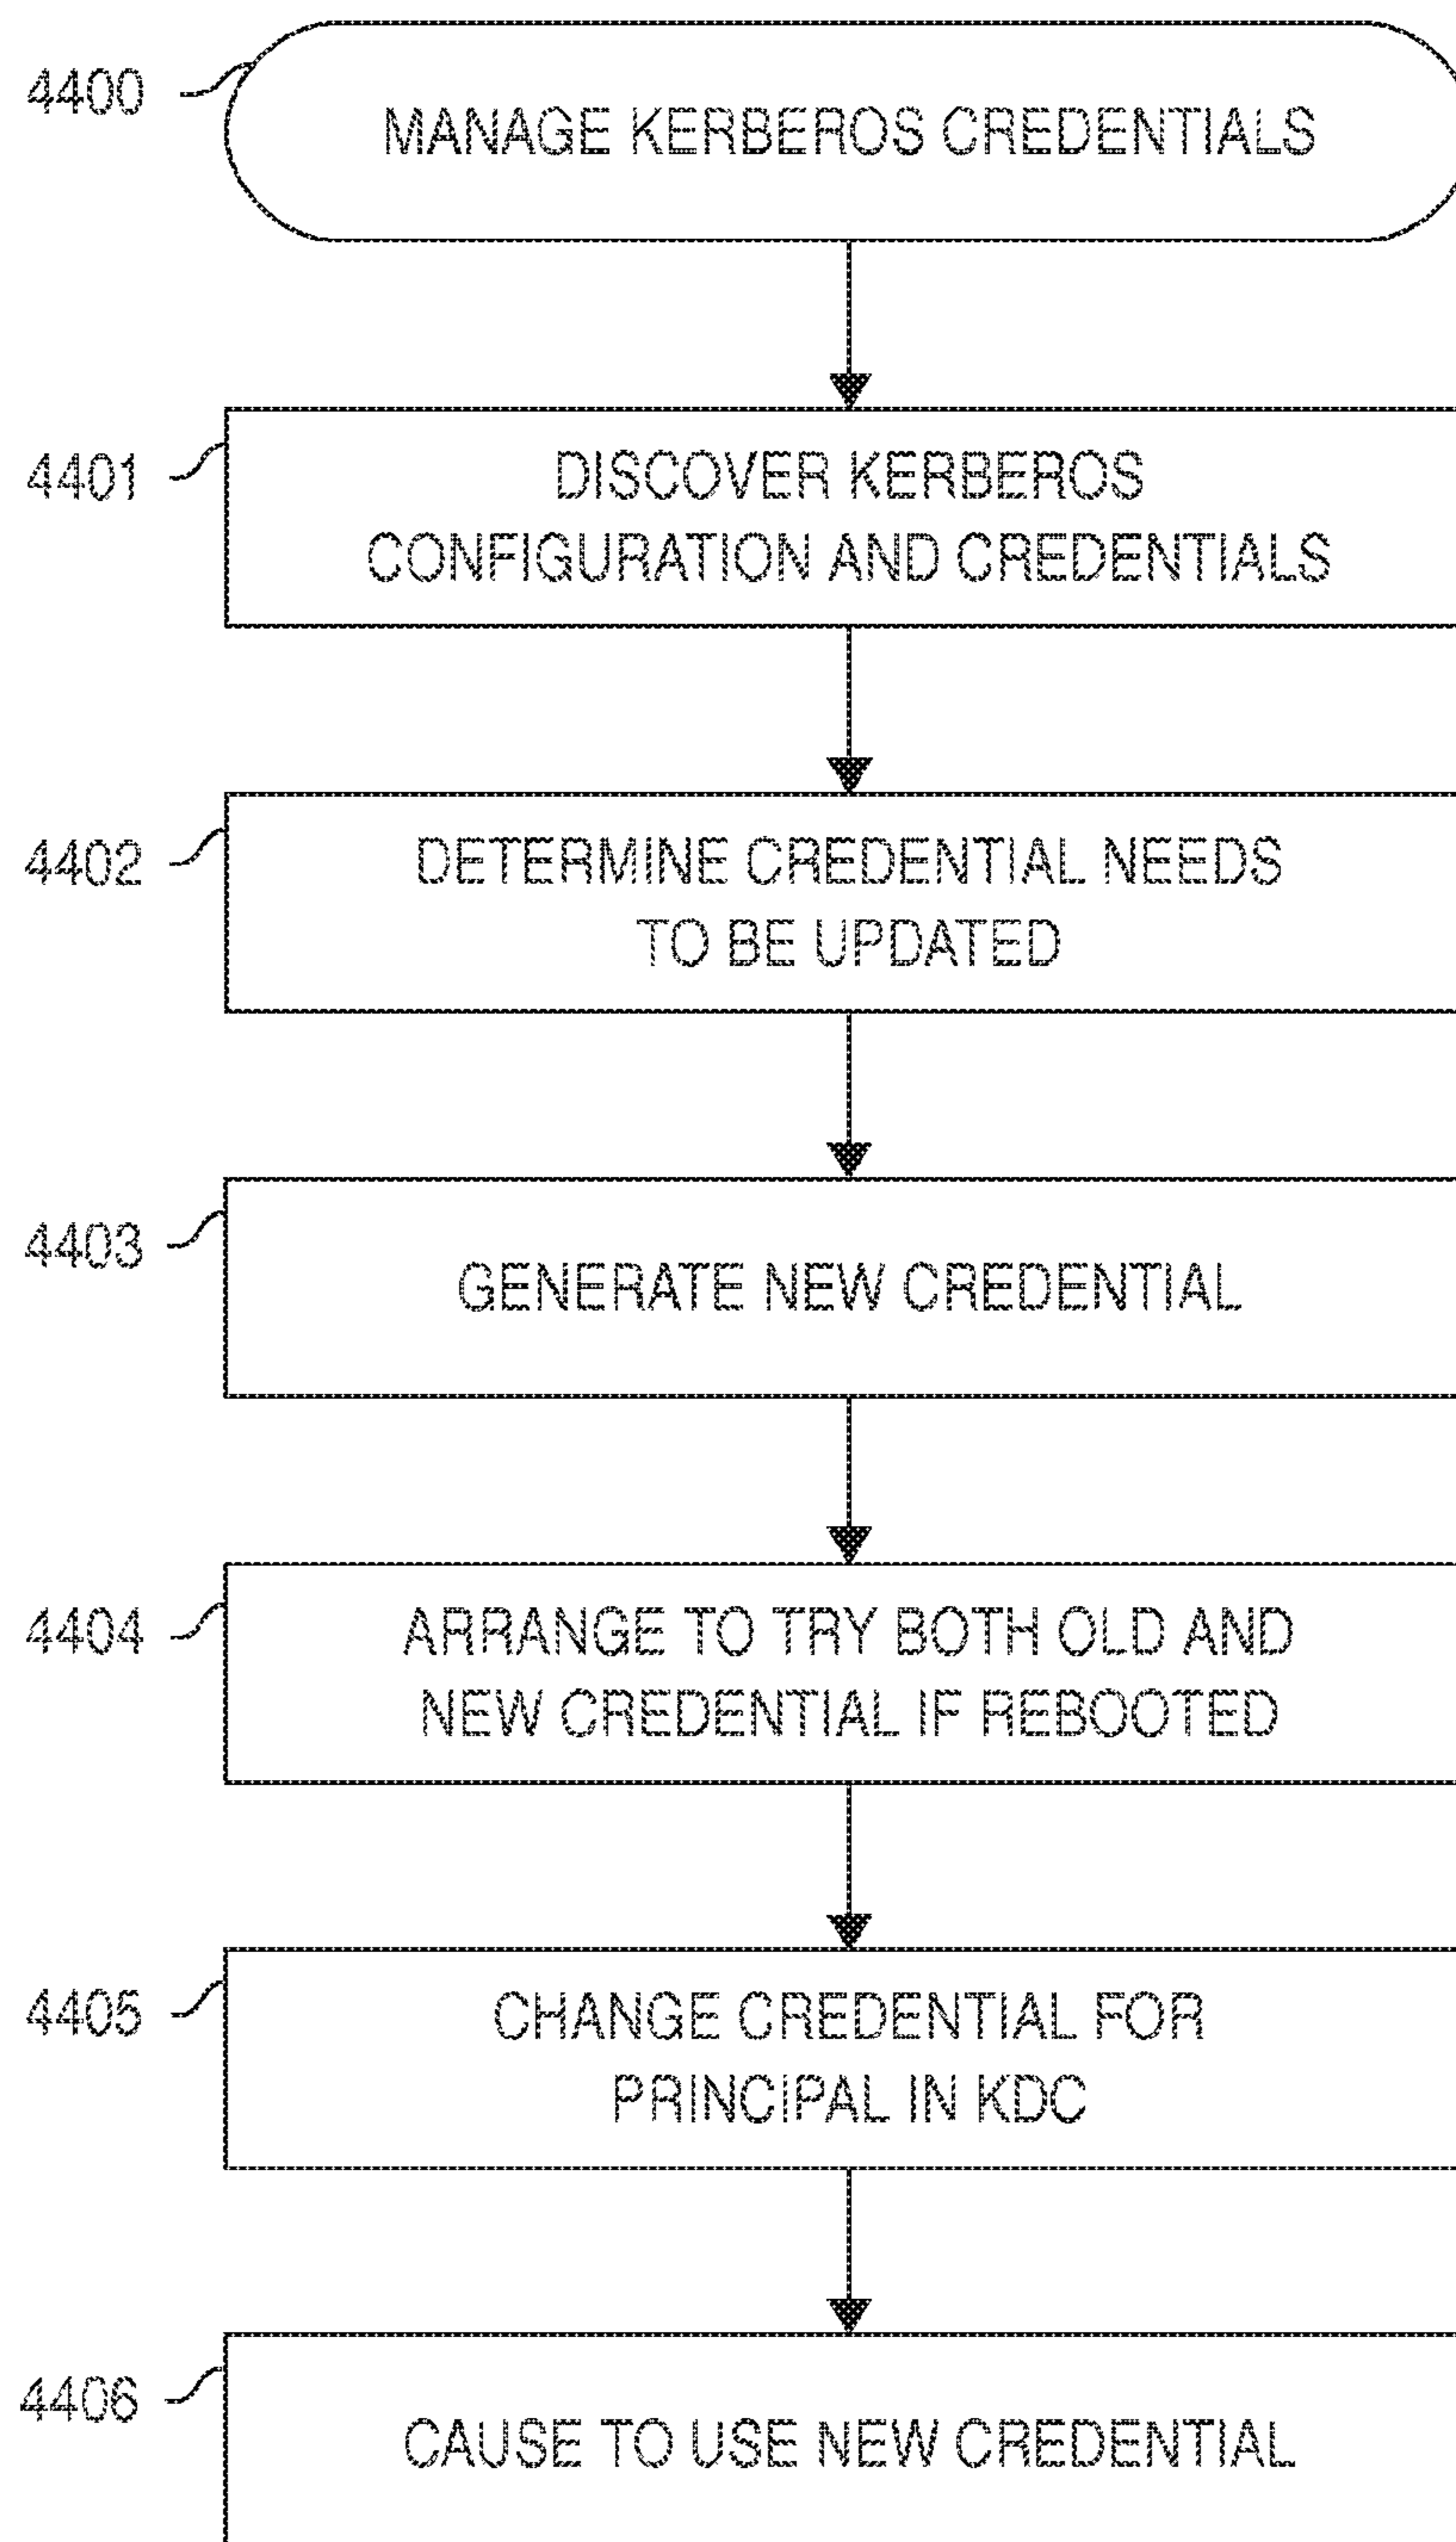 4400
MANAGE KERBEROS CREDENTIALS
4401
DISCOVER KERBEROS
CONFIGURATION AND CREDENTIALS
4402
DETERMINE CREDENTIAL NEEDS
TO BE UPDATED
4403
GENERATE NEW CREDENTIAL
4404
ARRANGE TO TRY BOTH OLD AND
NEW CREDENTIAL IF REBOOTED
4405
CHANGE CREDENTIAL FOR
PRINCIPAL IN KDC
4406
CAUSE TO USE NEW CREDENTIAL